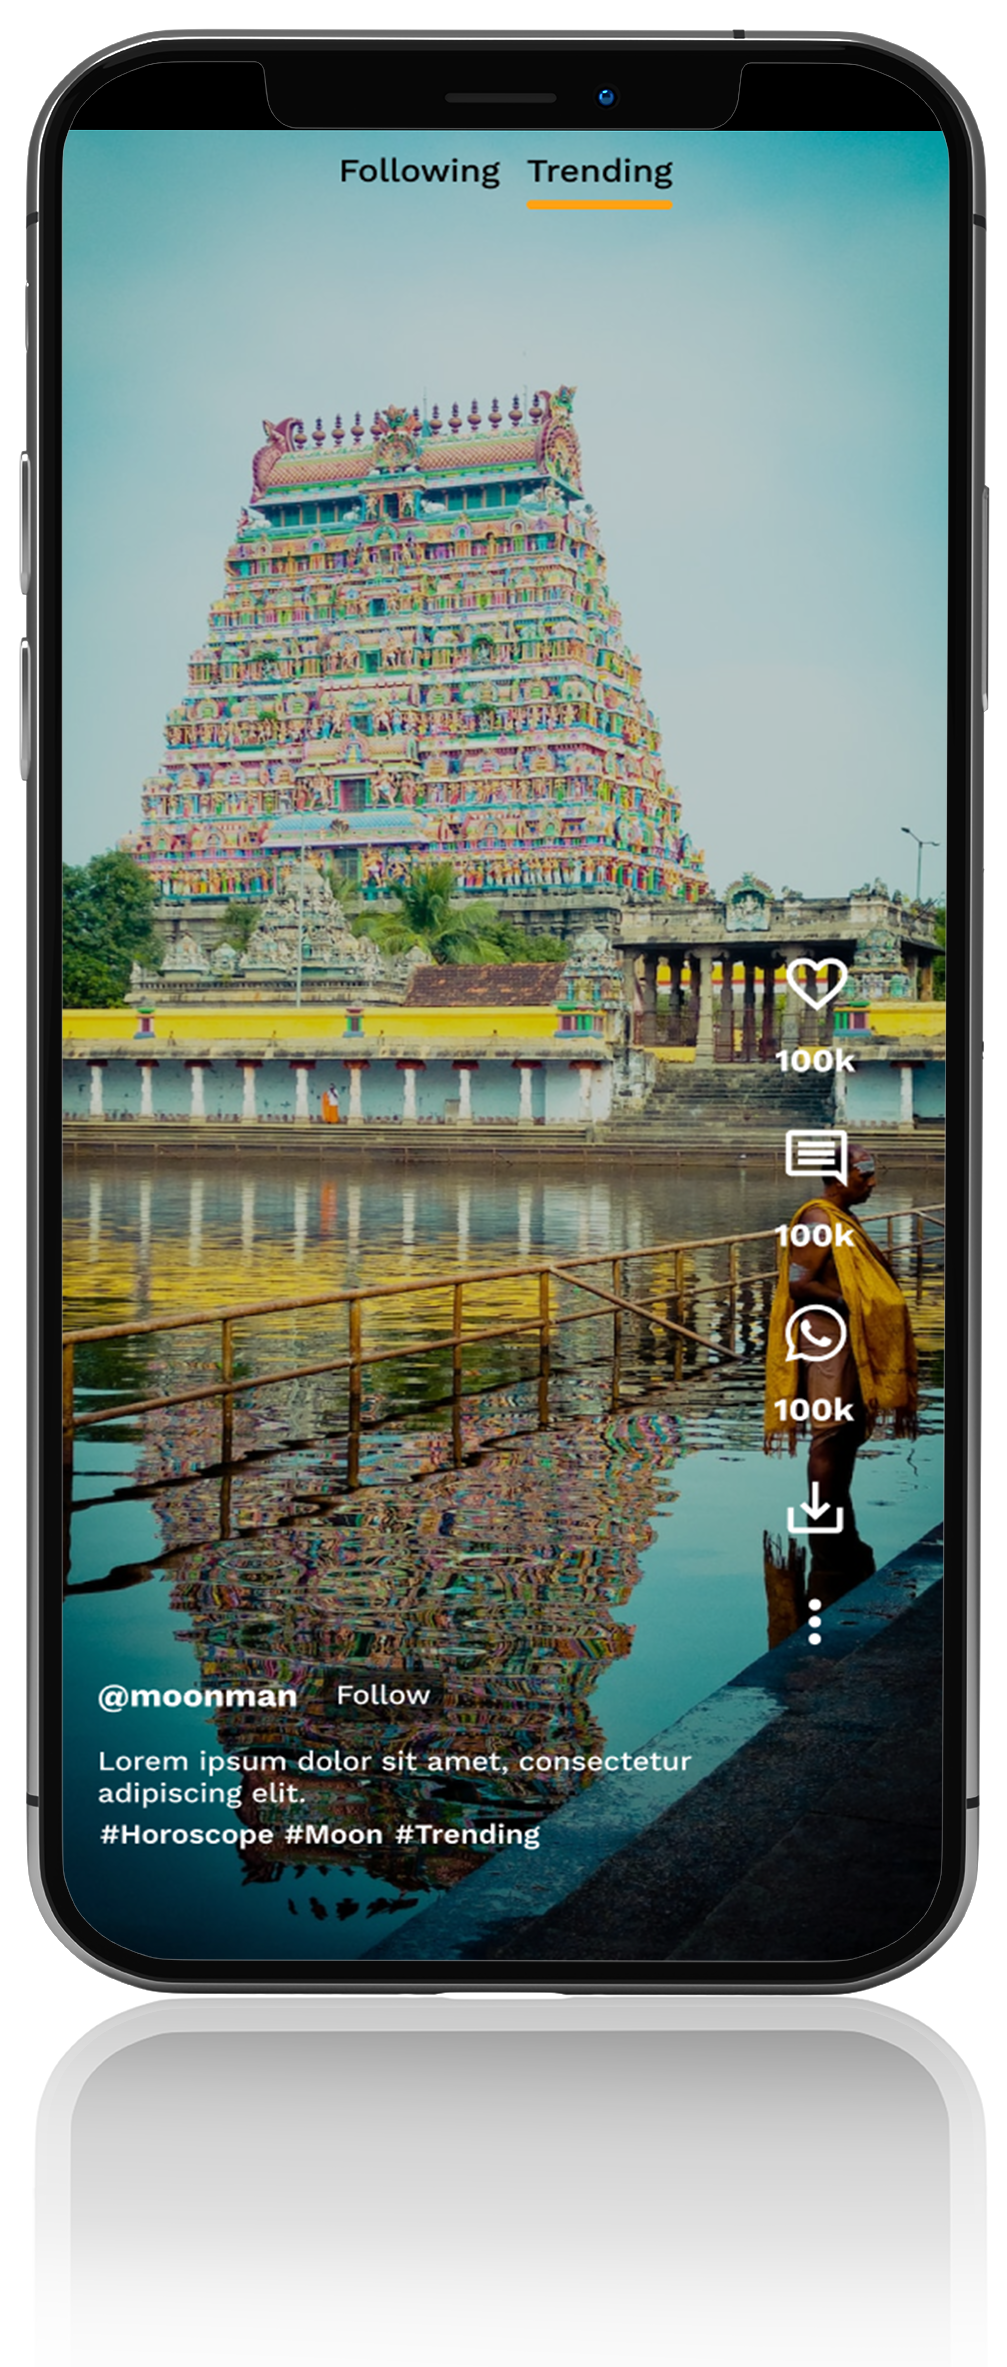 Following Trending
100k
100k
100k
@moonman Follow
Lorem ipsum dolor sit amet, consectetur
adipiscing elit.
#Horoscope #Moon #Trending